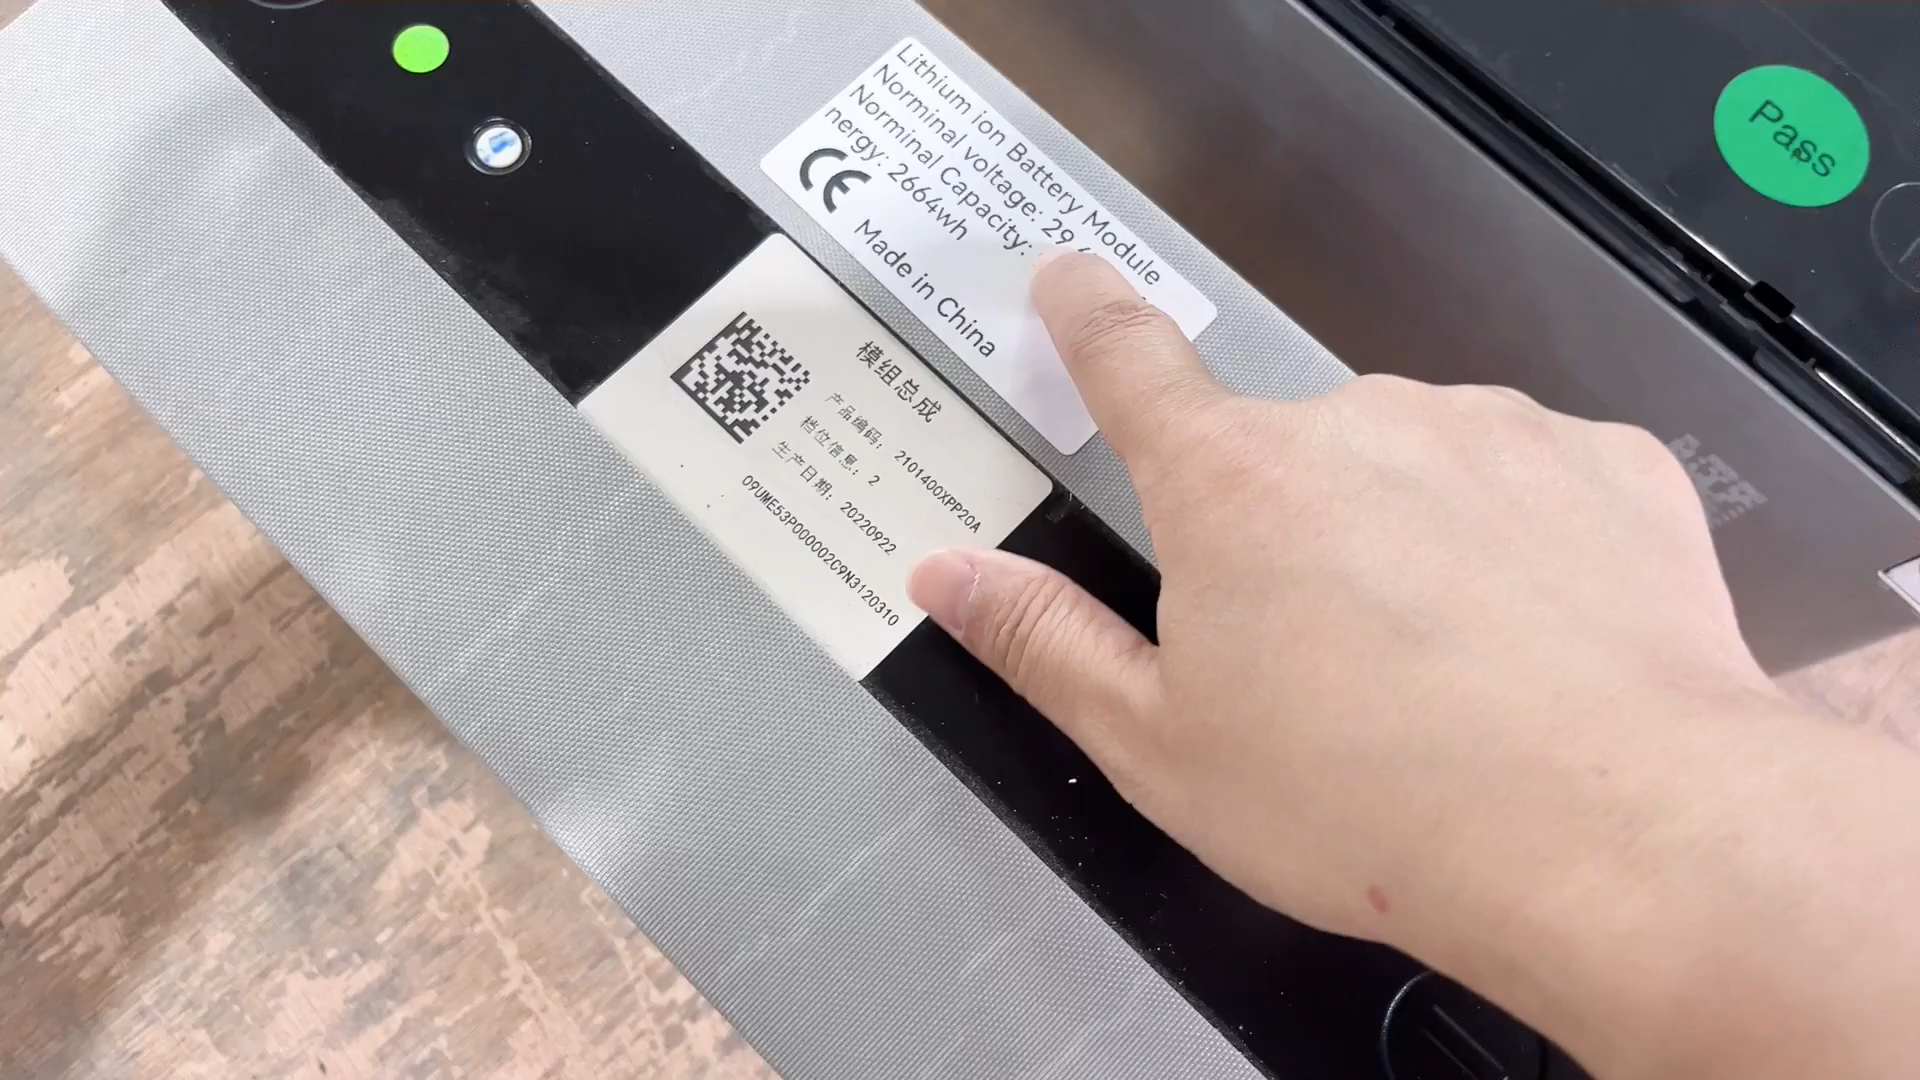 Lithium ion Battery Module
Norminal voltage: 29
Norminal Capacity:
nergy: 2664wh
CE
Made in China
模组总成
产品编码: 2101400XPP20A
档位信息: 2
生产日期: 20220922
09UME53P000002C9N3120310
Pass